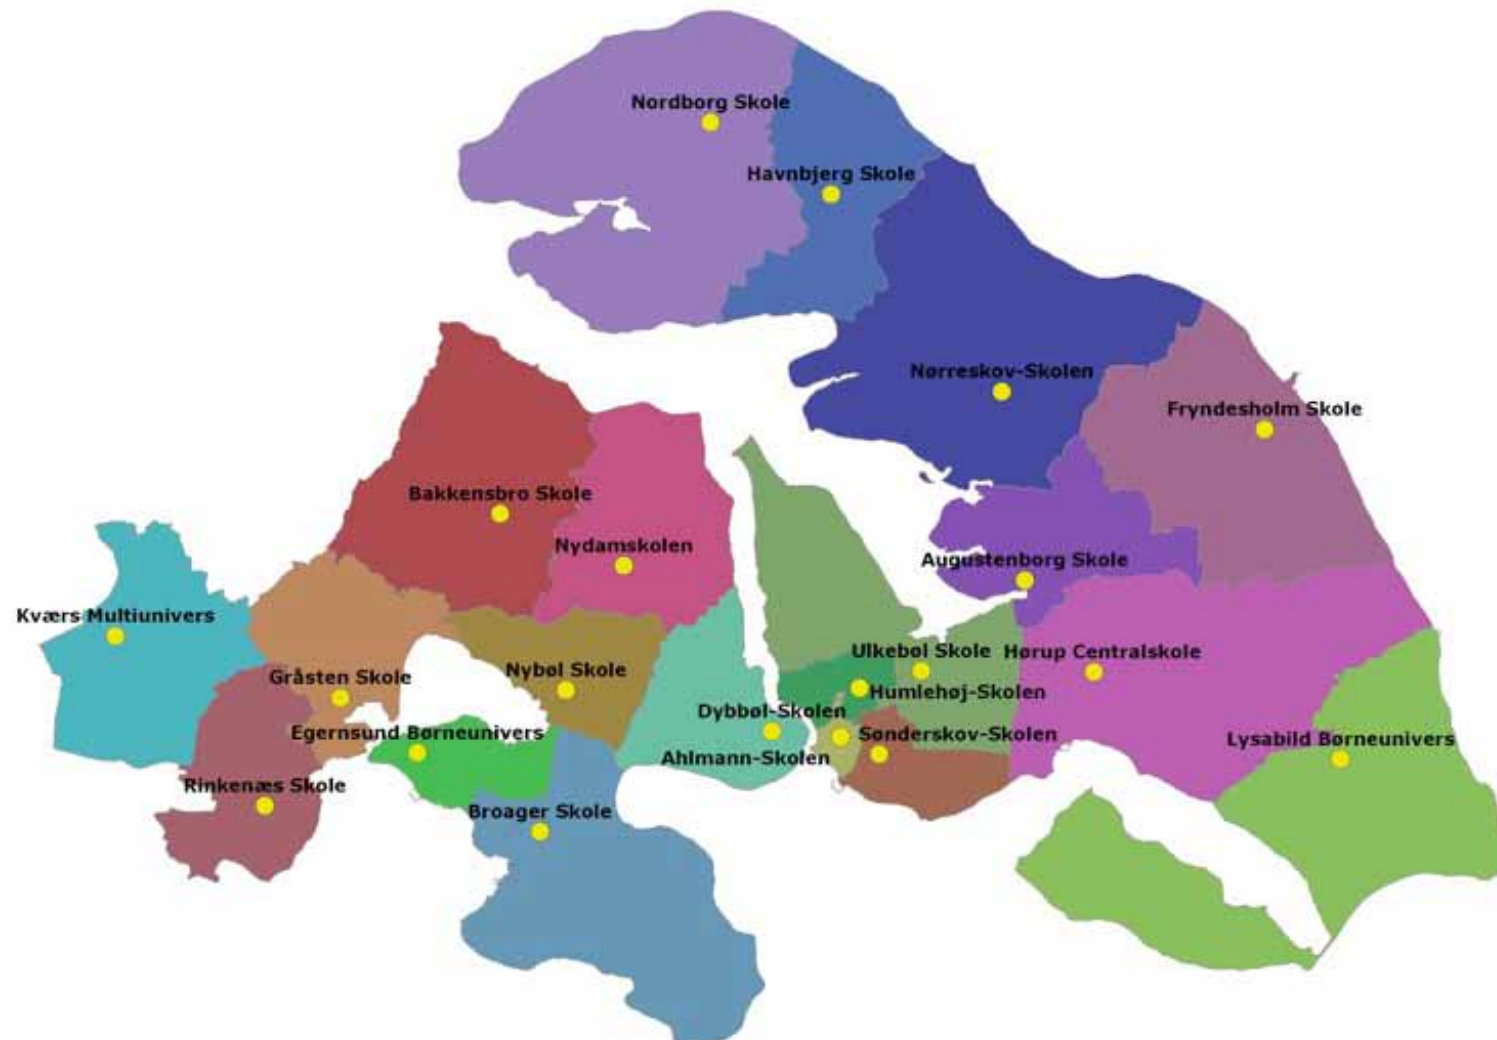 Nordborg Skole
Havnbjerg Skole
Nørreskov-Skolen
Fryndesholm Skole
Bakkensbro Skole
Nydamskolen
Augustenborg Skole
Kværs Multiunivers
Ulkebøl Skole
Hørup Centralskole
Gråsten Skole
Nybøl Skole
Humlehøj-Skolen
Dybbøl-Skolen
Egernsund Børneunivers
Sønderskov-Skolen
Lysabild Børneunivers
Ahlmann-Skolen
Rinkenæs Skole
Broager Skole